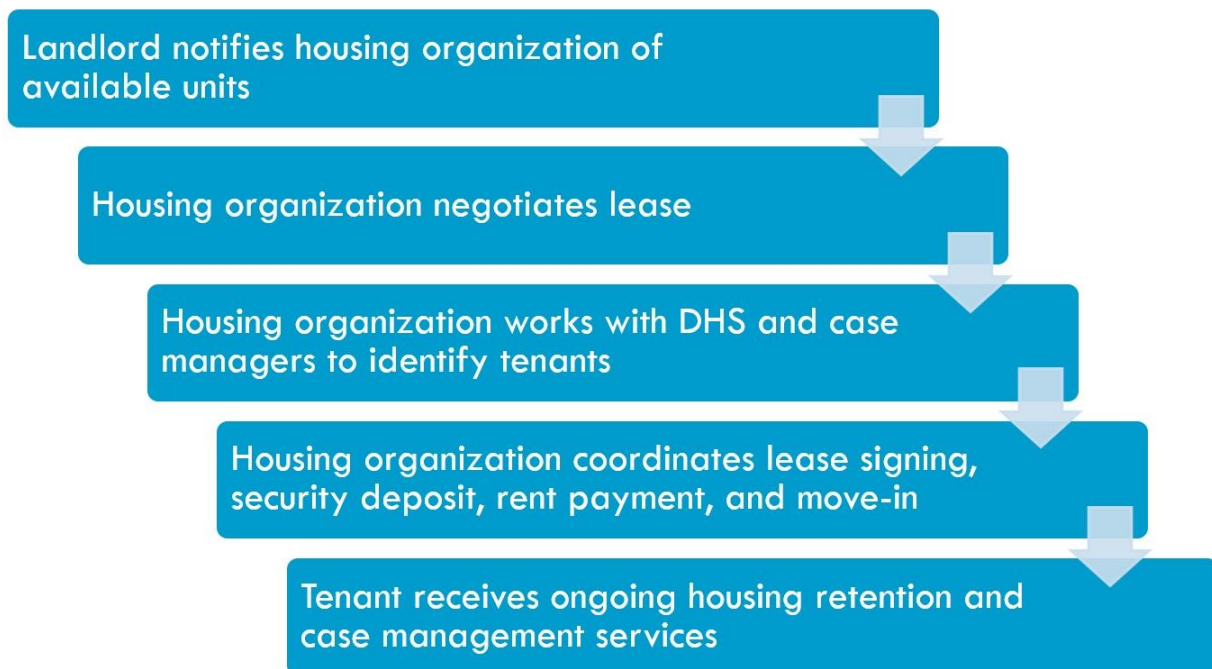 Landlord notifies housing organization of
available units
Housing organization negotiates lease
Housing organization works with DHS and case
managers to identify tenants
Housing organization coordinates lease signing,
security deposit, rent payment, and move-in
Tenant receives ongoing housing retention and
case management services